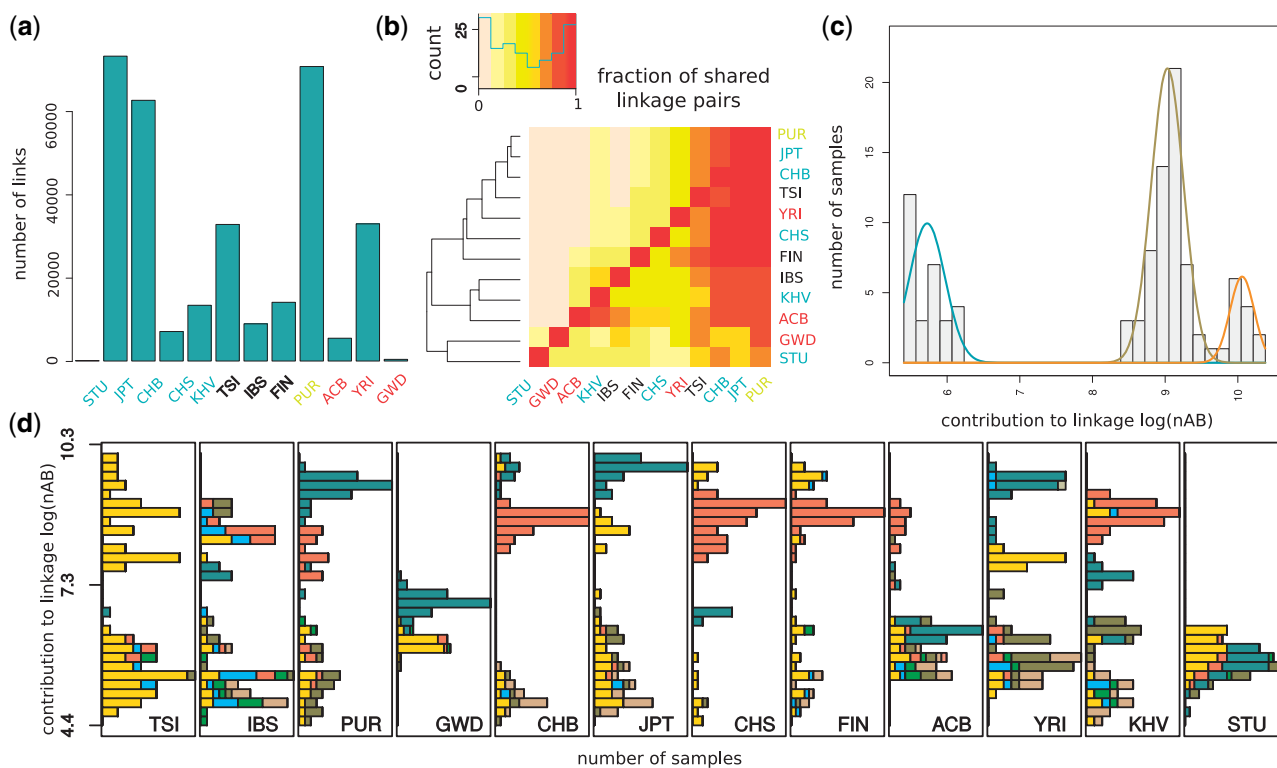 (a)
number of links
0
20000
40000
60000
STU
JPT
CHB
CHS
KHV
TSI
IBS
FIN
PUR
ACB
YRI
GWD
(b)
count
0
25
0
1
fraction of shared
linkage pairs
PUR
JPT
CHB
TSI
YRI
CHS
FIN
IBS
KHV
ACB
GWD
STU
STU
GWD
ACB
KHV
IBS
FIN
CHS
YRI
TSI
CHB
JPT
PUR
(c)
number of samples
0
5
10
15
20
6
7
8
9
10
contribution to linkage log(nAB)
(d)
contribution to linkage log(nAB)
10.3
7.3
4.4
TSI
IBS
PUR
GWD
CHB
JPT
CHS
FIN
ACB
YRI
KHV
STU
number of samples